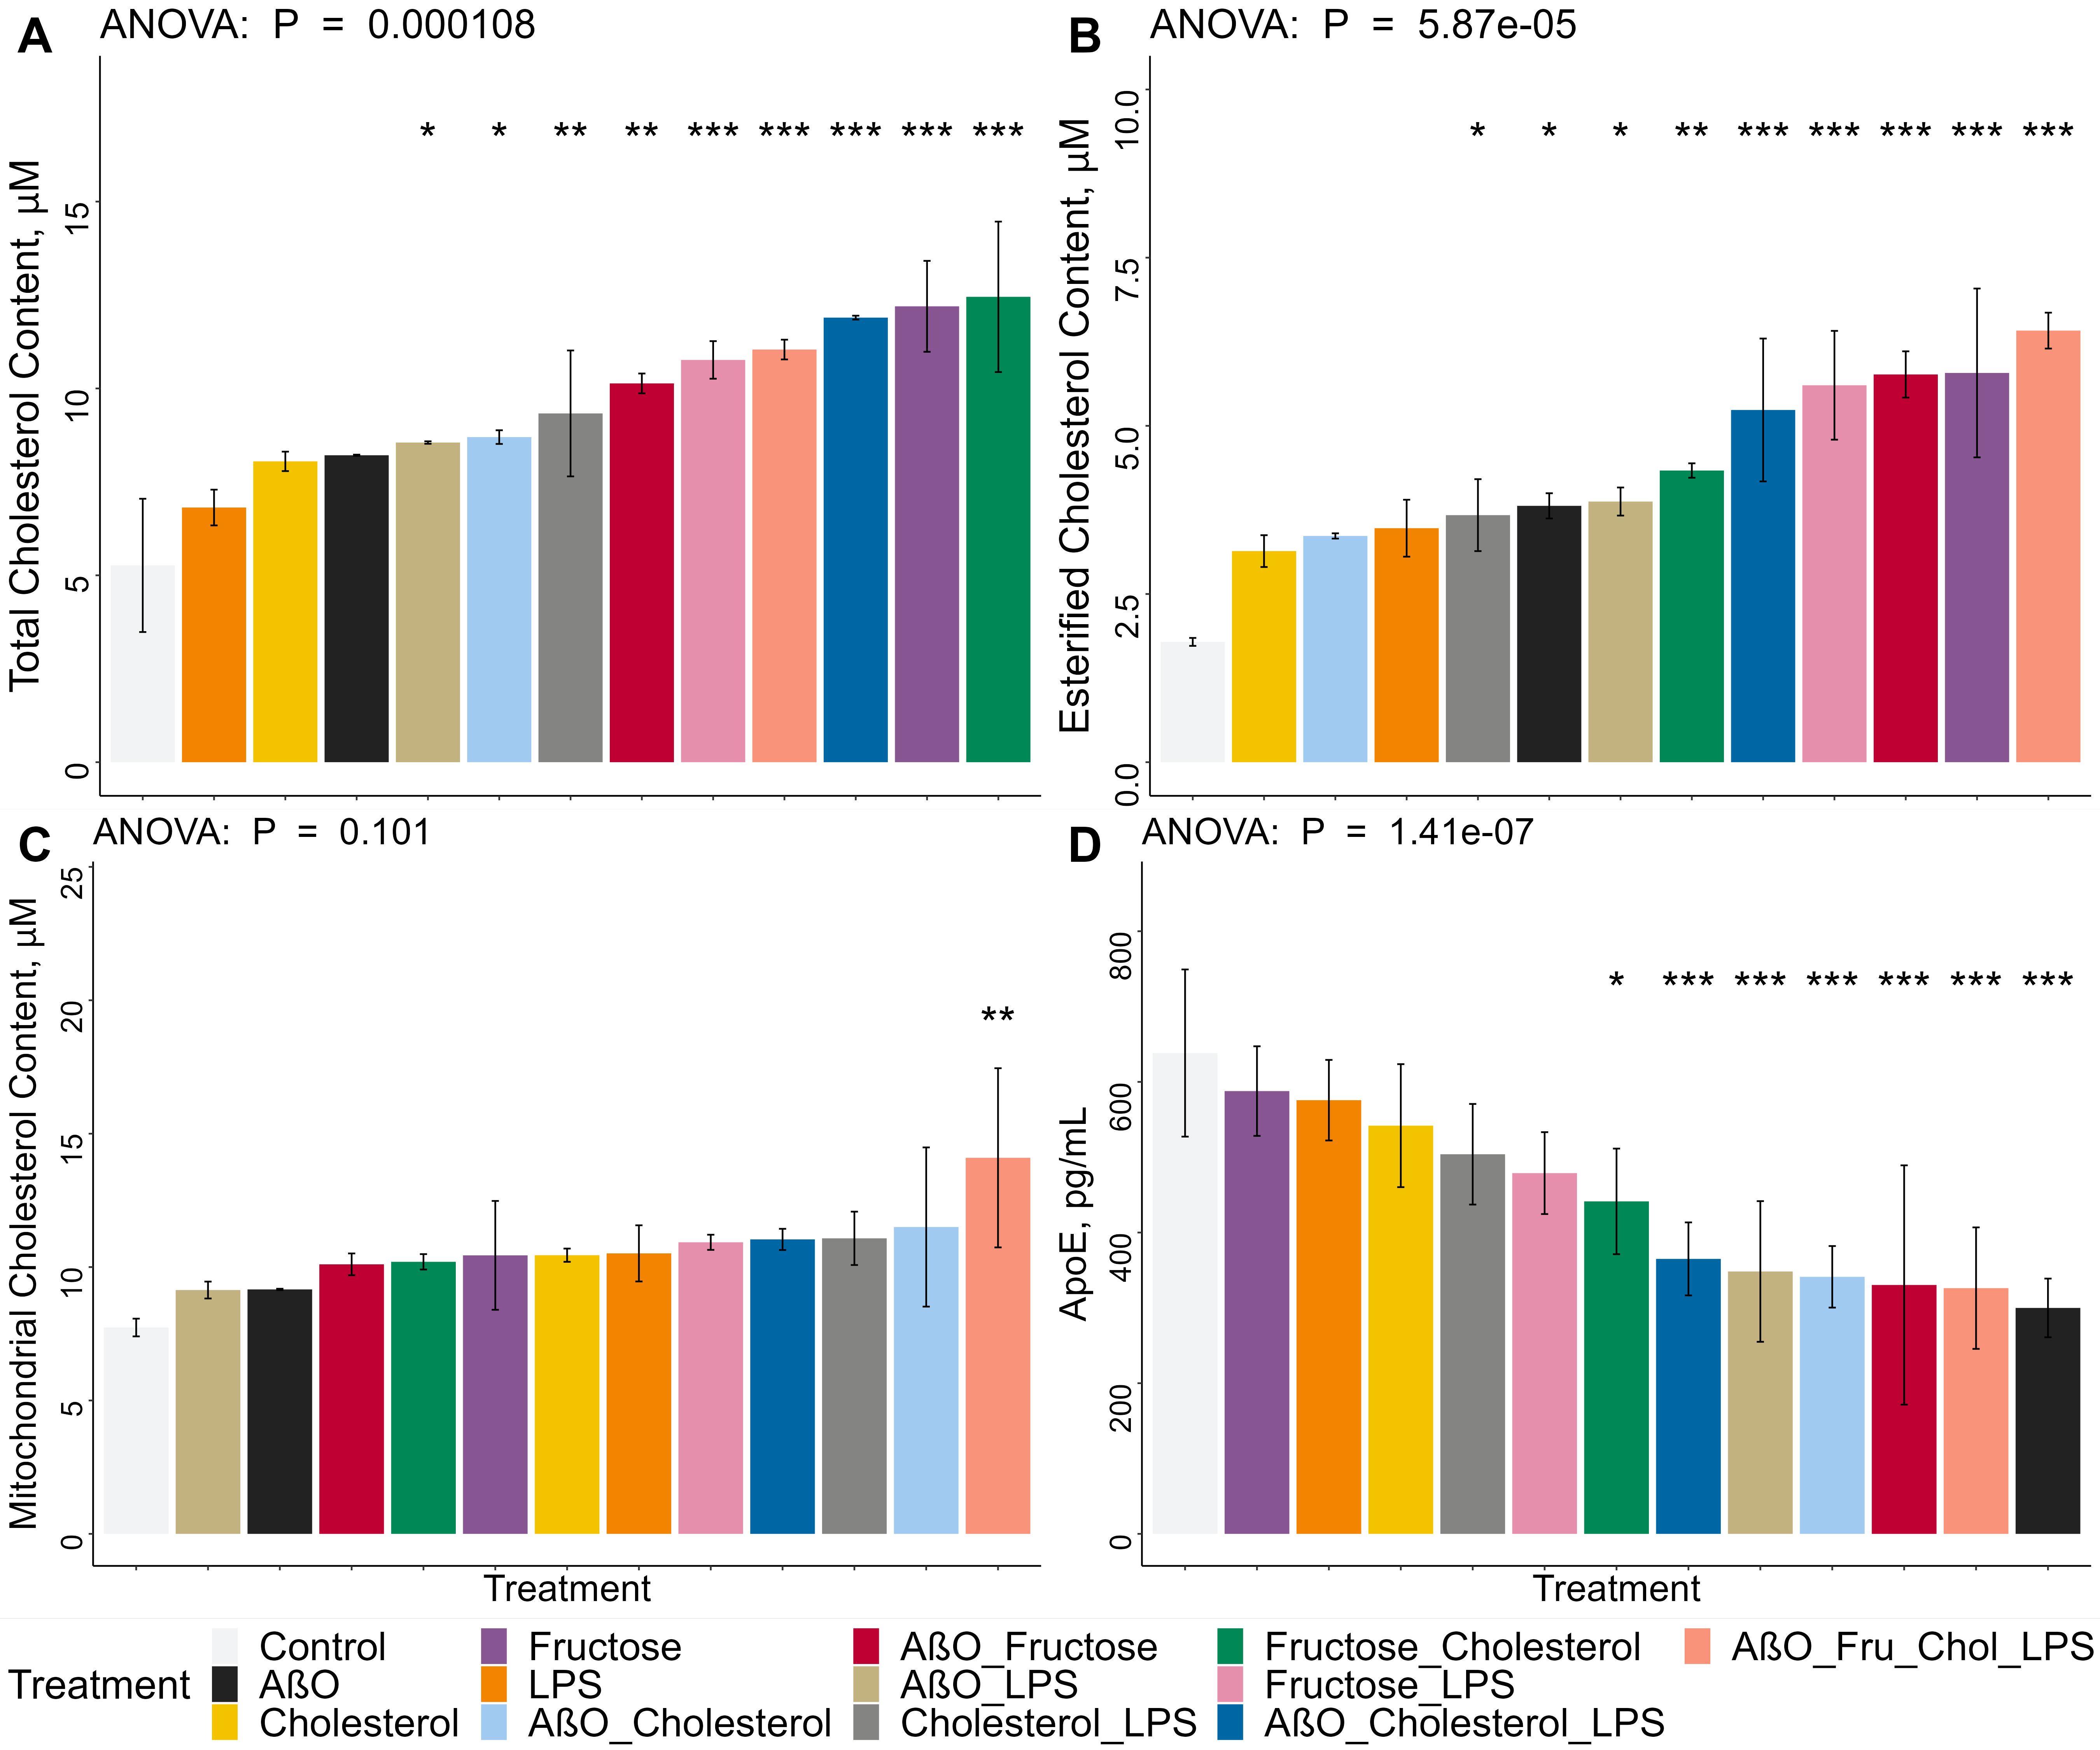 A
ANOVA: P = 0.000108
Total Cholesterol Content, µM
15
10
5
0
* * ** ** *** *** *** *** ***
B
ANOVA: P = 5.87e-05
Esterified Cholesterol Content, µM
10.0
7.5
5.0
2.5
0.0
* * * ** *** *** *** *** ***
C
ANOVA: P = 0.101
Mitochondrial Cholesterol Content, µM
25
20
15
10
5
0
**
Treatment
D
ANOVA: P = 1.41e-07
ApoE, pg/mL
800
600
400
200
0
* *** *** *** *** *** ***
Treatment
Treatment
Control
AßO
Cholesterol
Fructose
LPS
AßO_Cholesterol
AßO_Fructose
AßO_LPS
Cholesterol_LPS
Fructose_Cholesterol
Fructose_LPS
AßO_Cholesterol_LPS
AßO_Fru_Chol_LPS